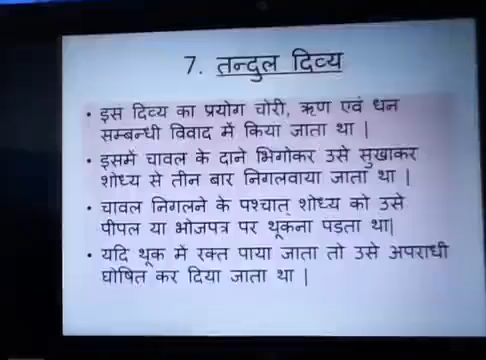 7. तन्दुल दिव्य
• इस दिव्य का प्रयोग चोरी, ऋण एवं धन
सम्बन्धी विवाद में किया जाता था |
• इसमें चावल के दाने भिगोकर उसे सुखाकर
शोध्य से तीन बार निगलवाया जाता था |
• चावल निगलने के पश्चात् शोध्य को उसे
पीपल या भोजपत्र पर थूकना पड़ता था|
• यदि थूक में रक्त पाया जाता तो उसे अपराधी
घोषित कर दिया जाता था |